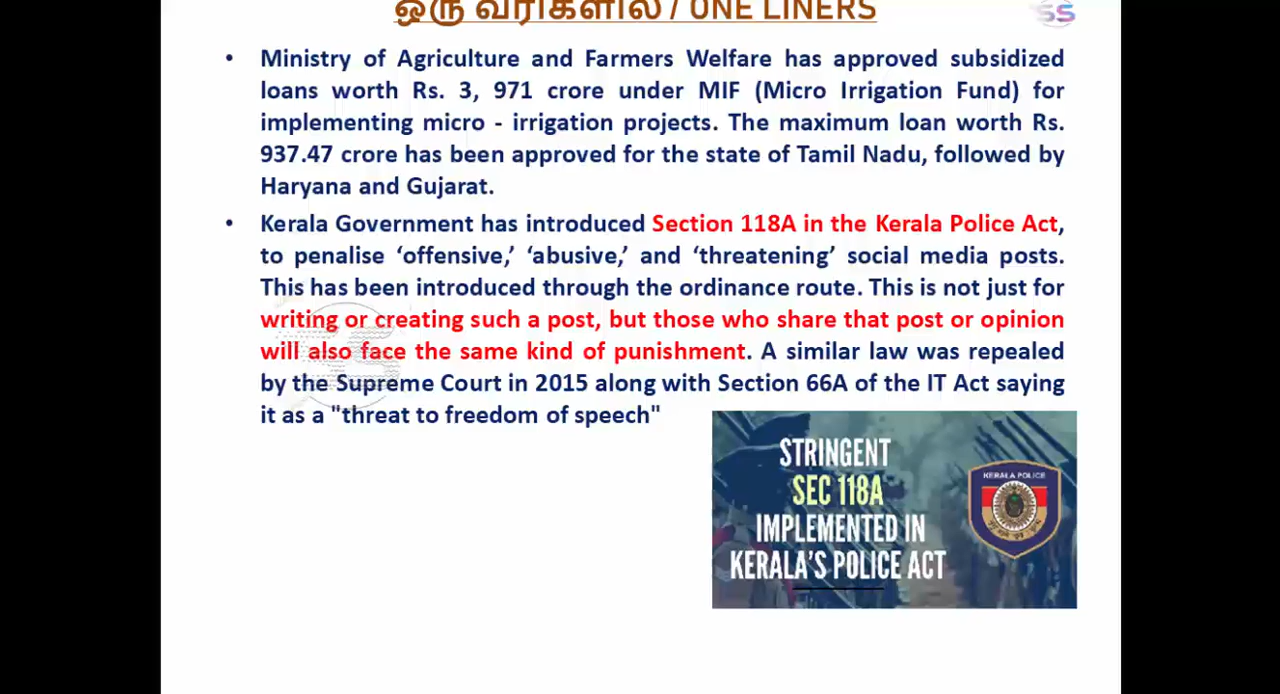 ஒரு வரிகளில் / ONE LINERS
SS
• Ministry of Agriculture and Farmers Welfare has approved subsidized
loans worth Rs. 3, 971 crore under MIF (Micro Irrigation Fund) for
implementing micro - irrigation projects. The maximum loan worth Rs.
937.47 crore has been approved for the state of Tamil Nadu, followed by
Haryana and Gujarat.
• Kerala Government has introduced Section 118A in the Kerala Police Act,
to penalise ‘offensive,’ ‘abusive,’ and ‘threatening’ social media posts.
This has been introduced through the ordinance route. This is not just for
writing or creating such a post, but those who share that post or opinion
will also face the same kind of punishment. A similar law was repealed
by the Supreme Court in 2015 along with Section 66A of the IT Act saying
it as a "threat to freedom of speech"
STRINGENT
SEC 118A
IMPLEMENTED IN
KERALA'S POLICE ACT
KERALA POLICE